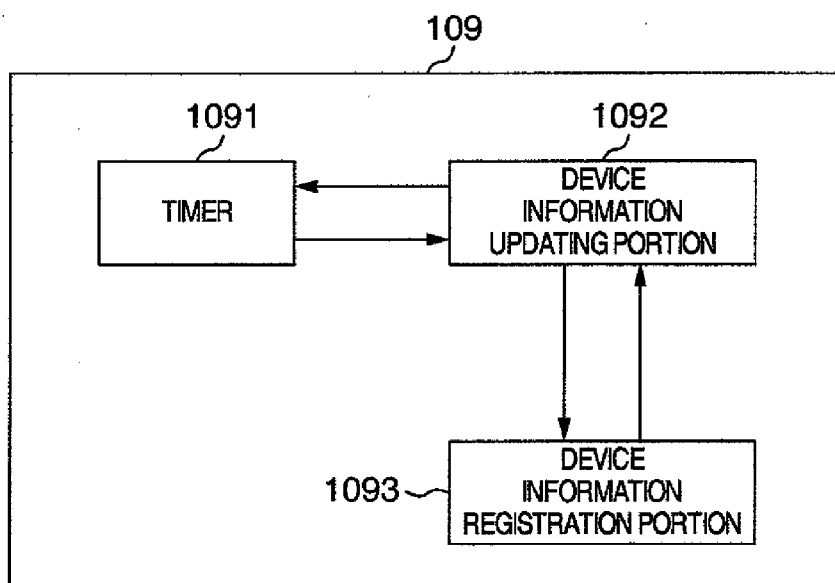 109
1091
1092
TIMER
DEVICE
INFORMATION
UPDATING PORTION
1093
DEVICE
INFORMATION
REGISTRATION PORTION